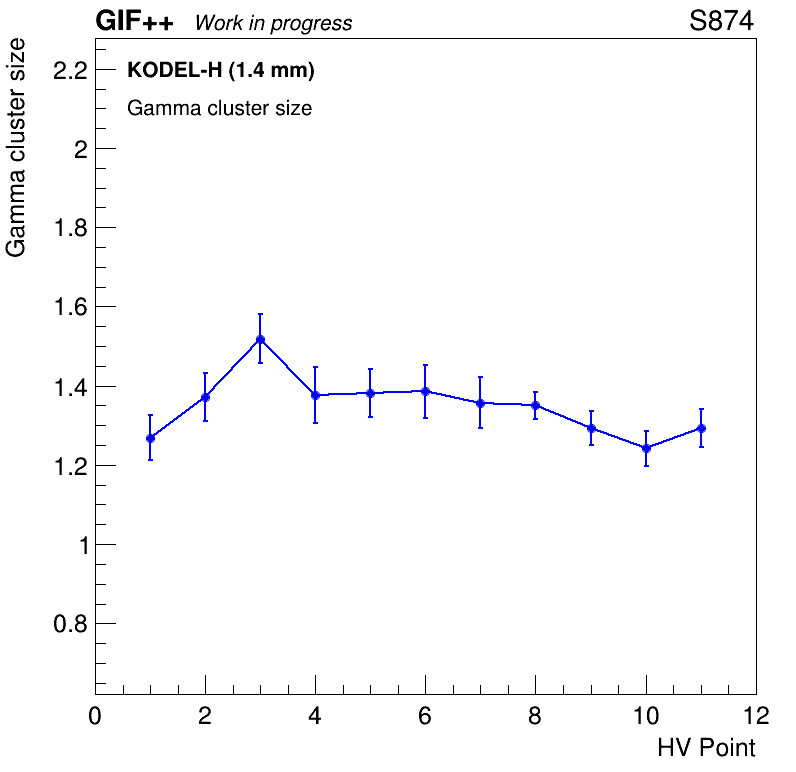 GIF++ Work in progress S874
Gamma cluster size
KODEL-H (1.4 mm)
Gamma cluster size
2.2
2
1.8
1.6
1.4
1.2
1
0.8
0 2 4 6 8 10 12
HV Point